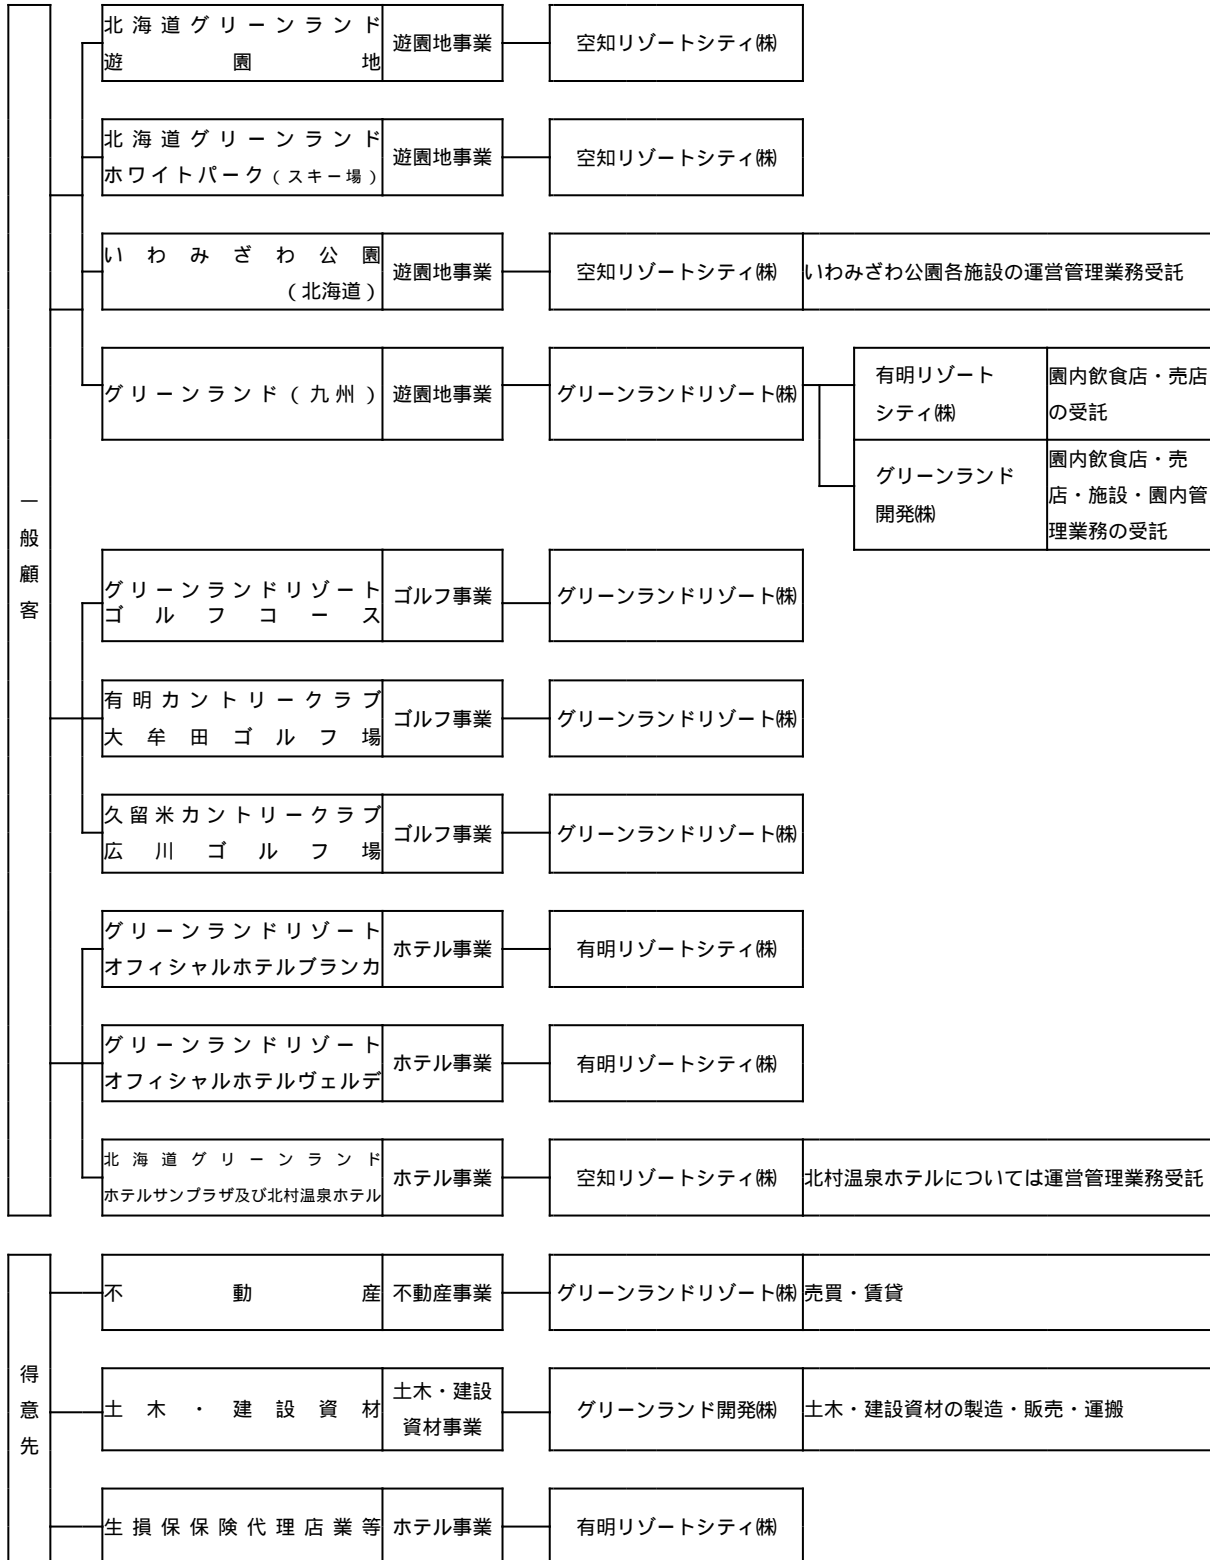 一般顧客
北海道グリーンランド
遊園地
遊園地事業
空知リゾートシティ㈱
北海道グリーンランド
ホワイトパーク(スキー場)
遊園地事業
空知リゾートシティ㈱
いわみざわ公園
(北海道)
遊園地事業
空知リゾートシティ㈱
いわみざわ公園各施設の運営管理業務受託
グリーンランド(九州)
遊園地事業
グリーンランドリゾート㈱
有明リゾート
シティ㈱
園内飲食店・売店
の受託
グリーンランド
開発㈱
園内飲食店・売
店・施設・園内管
理業務の受託
グリーンランドリゾート
ゴルフコース
ゴルフ事業
グリーンランドリゾート㈱
有明カントリークラブ
大牟田ゴルフ場
ゴルフ事業
グリーンランドリゾート㈱
久留米カントリークラブ
広川ゴルフ場
ゴルフ事業
グリーンランドリゾート㈱
グリーンランドリゾート
オフィシャルホテルブランカ
ホテル事業
有明リゾートシティ㈱
グリーンランドリゾート
オフィシャルホテルヴェルデ
ホテル事業
有明リゾートシティ㈱
北海道グリーンランド
ホテルサンプラザ及び北村温泉ホテル
ホテル事業
空知リゾートシティ㈱
北村温泉ホテルについては運営管理業務受託
得意先
不動産
不動産事業
グリーンランドリゾート㈱
売買・賃貸
土木・建設資材
土木・建設
資材事業
グリーンランド開発㈱
土木・建設資材の製造・販売・運搬
生損保保険代理店業等
ホテル事業
有明リゾートシティ㈱